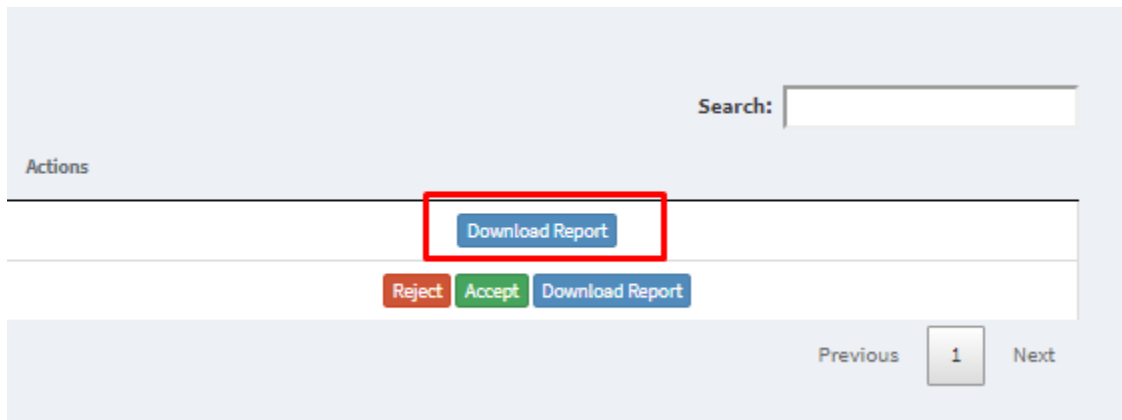 Search:
Actions
Download Report
Reject Accept Download Report
Previous 1 Next